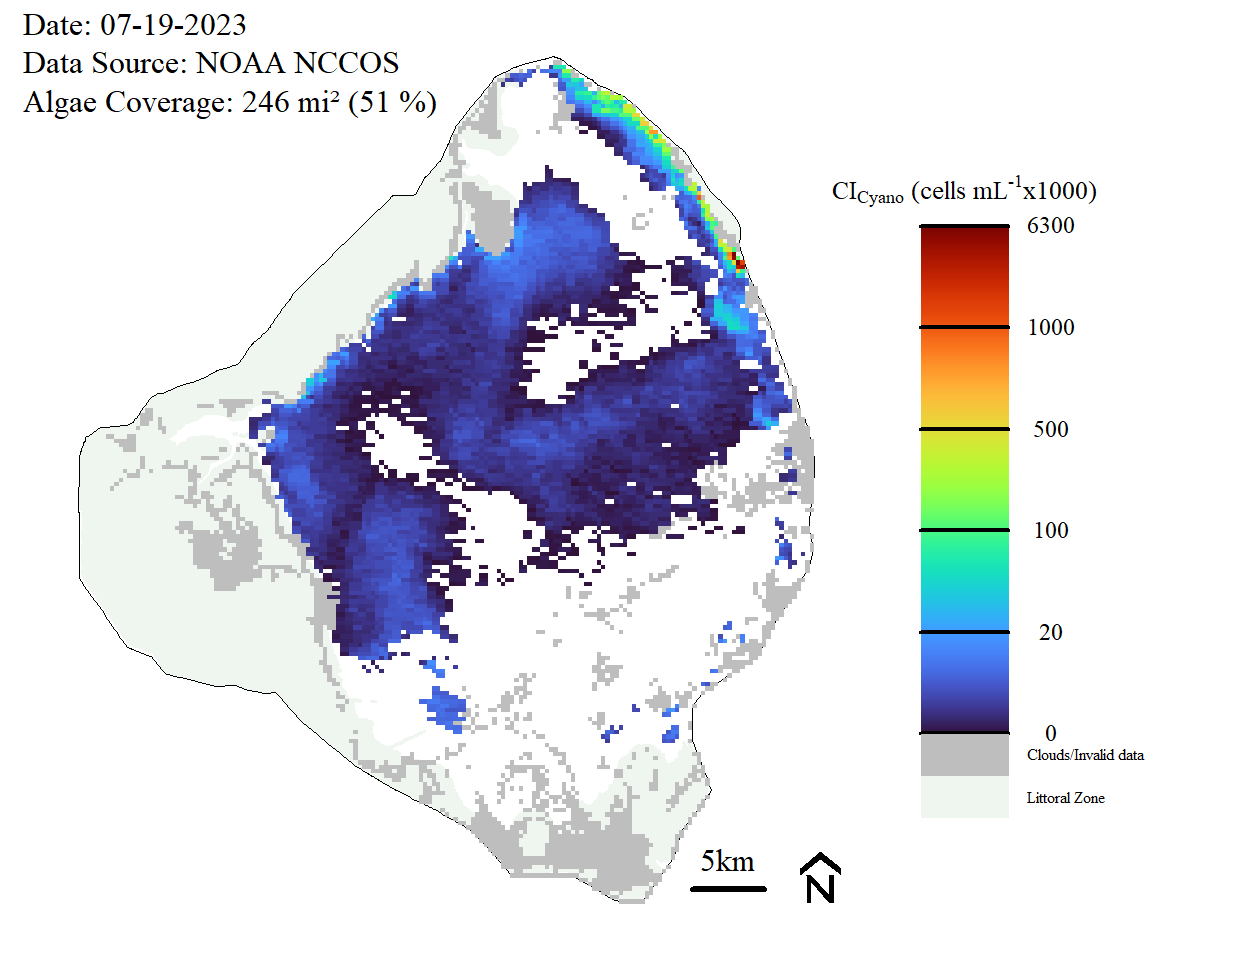 Date: 07-19-2023
Data Source: NOAA NCCOS
Algae Coverage: 246 mi² (51 %)
CI_Cyano (cells mL⁻¹x1000)
6300
1000
500
100
20
0
Clouds/Invalid data
Littoral Zone
5km
N